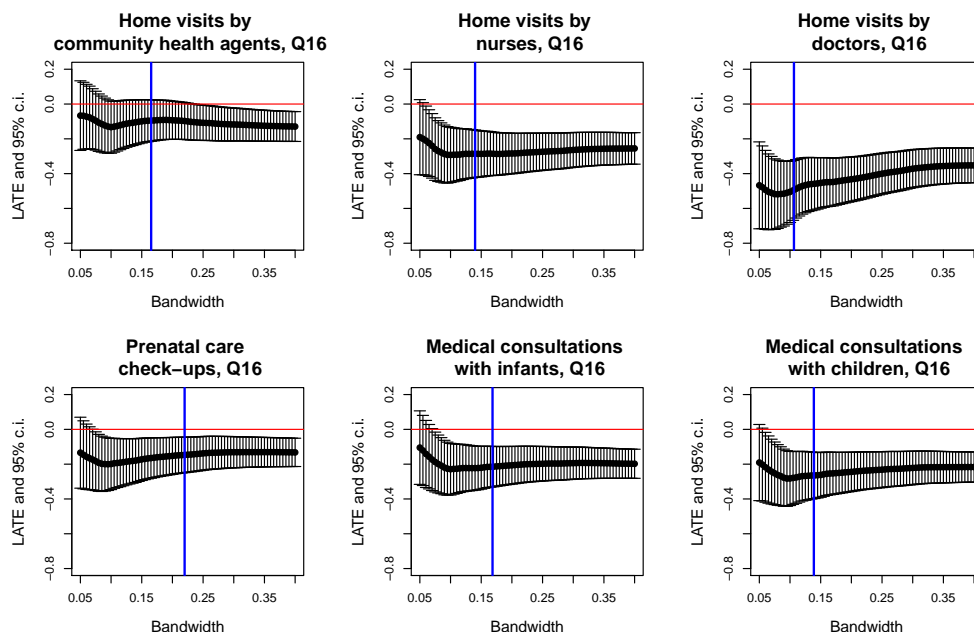 Home visits by
community health agents, Q16
LATE and 95% c.i.
0.2
0.0
−0.4
−0.8
0.05
0.15
0.25
0.35
Bandwidth
Home visits by
nurses, Q16
LATE and 95% c.i.
0.2
0.0
−0.4
−0.8
0.05
0.15
0.25
0.35
Bandwidth
Home visits by
doctors, Q16
LATE and 95% c.i.
0.2
0.0
−0.4
−0.8
0.05
0.15
0.25
0.35
Bandwidth
Prenatal care
check−ups, Q16
LATE and 95% c.i.
0.2
0.0
−0.4
−0.8
0.05
0.15
0.25
0.35
Bandwidth
Medical consultations
with infants, Q16
LATE and 95% c.i.
0.2
0.0
−0.4
−0.8
0.05
0.15
0.25
0.35
Bandwidth
Medical consultations
with children, Q16
LATE and 95% c.i.
0.2
0.0
−0.4
−0.8
0.05
0.15
0.25
0.35
Bandwidth